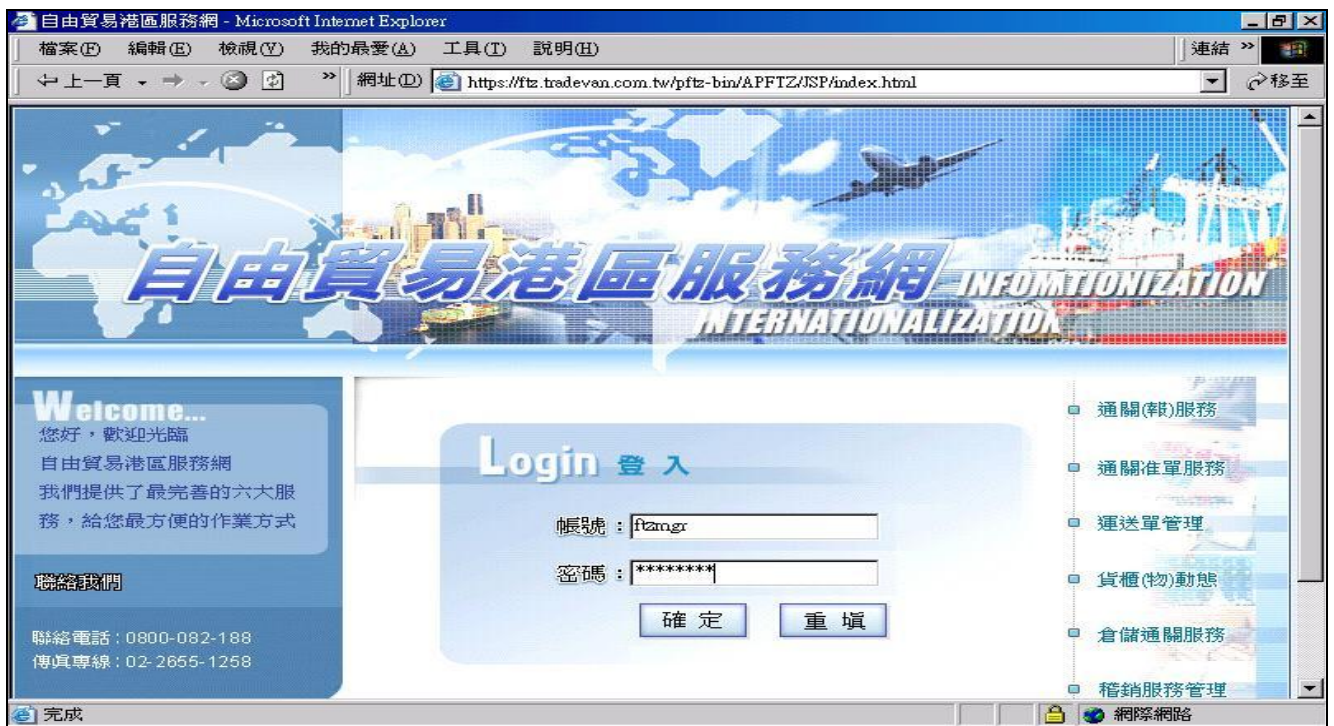 自由貿易港區服務網 - Microsoft Internet Explorer
檔案(F) 編輯(E) 檢視(V) 我的最愛(A) 工具(T) 說明(H) 連結 »
上一頁 » 網址(D) https://ftz.tradevan.com.tw/pftz-bin/APFTZ/JSP/index.html 移至
自由貿易港區服務網 INFOMTIONIZATION
INTERNATIONALIZATION
Welcome...
您好，歡迎光臨
自由貿易港區服務網
我們提供了最完善的六大服
務，給您最方便的作業方式
聯絡我們
聯絡電話：0800-082-188
傳真專線：02-2655-1258
Login 登入
帳號：ftzmgr
密碼：********
確定 重填
通關(報)服務
通關准單服務
運送單管理
貨櫃(物)動態
倉儲通關服務
稽銷服務管理
完成 網際網路